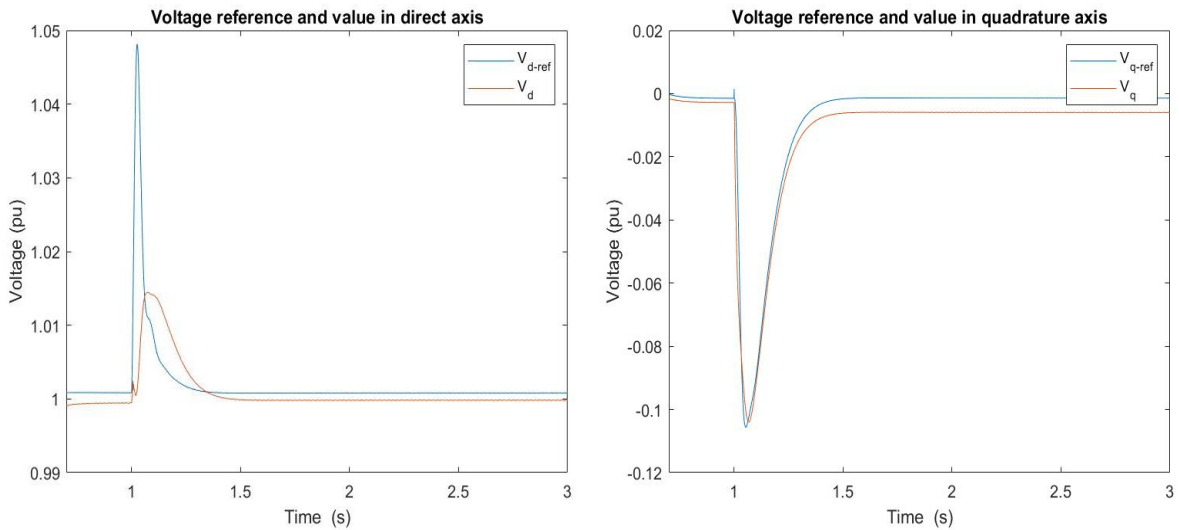 Voltage reference and value in direct axis
1.05
1.04
1.03
1.02
1.01
1
0.99
Voltage (pu)
V d-ref
V d
1
1.5
2
2.5
3
Time (s)
Voltage reference and value in quadrature axis
0.02
0
-0.02
-0.04
-0.06
-0.08
-0.1
-0.12
Voltage (pu)
V q-ref
V q
1
1.5
2
2.5
3
Time (s)